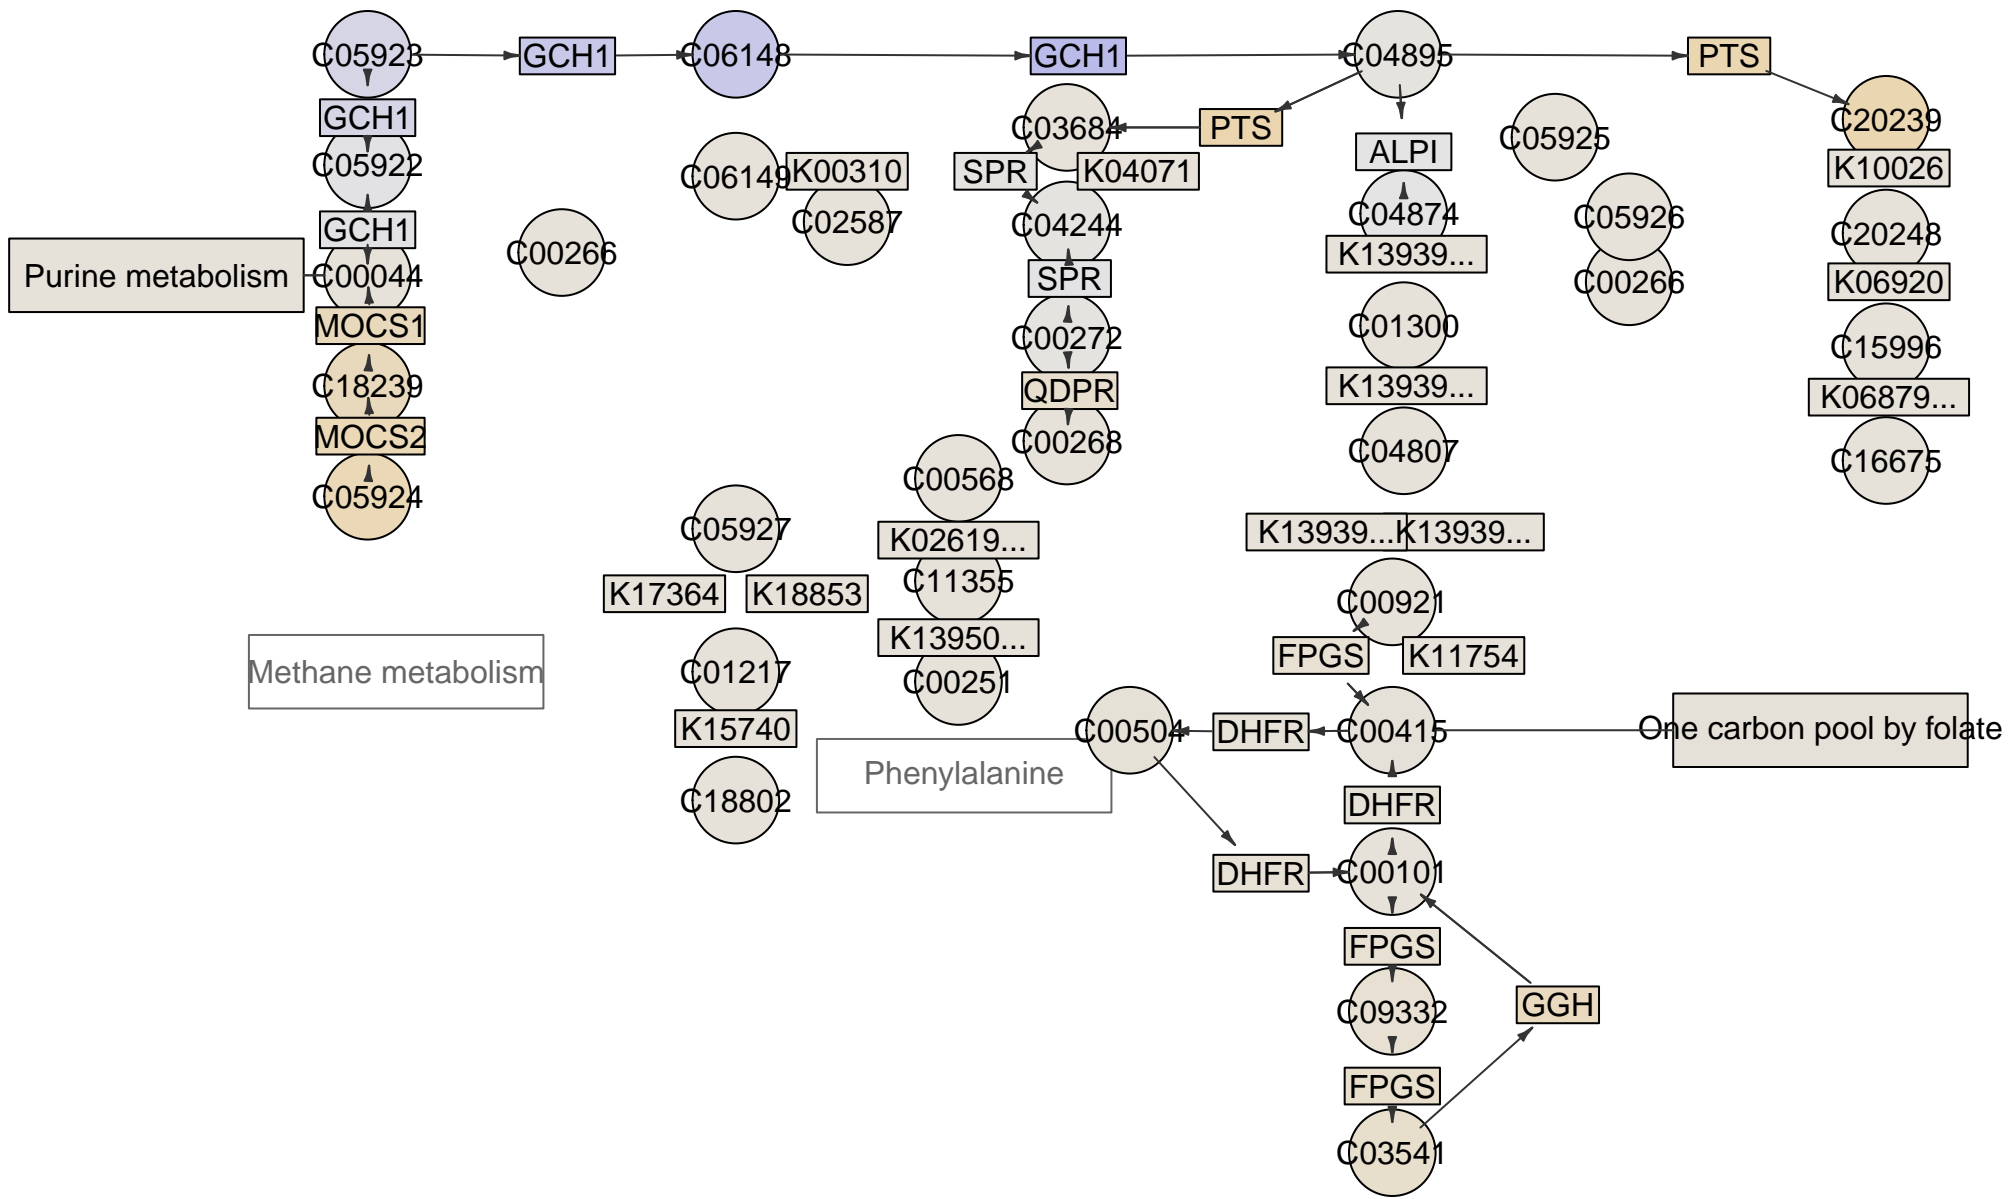 C05923
GCH1
C06148
GCH1
C04895
PTS
GCH1
C03684
PTS
C05925
C20239
C05922
C06149
K00310
SPR
K04071
ALPI
K10026
GCH1
C00266
C02587
C04244
C04874
C05926
C20248
Purine metabolism
C00044
SPR
K13939...
C00266
K06920
MOCS1
C00272
C01300
C15996
C18239
QDPR
K13939...
K06879...
MOCS2
C00268
C04807
C16675
C05924
C00568
C05927
K02619...
K13939...
K13939...
K17364
K18853
C11355
C00921
K13950...
FPGS
K11754
Methane metabolism
C01217
C00251
K15740
C00504
DHFR
C00415
One carbon pool by folate
Phenylalanine
C18802
DHFR
DHFR
C00101
FPGS
C09332
GGH
FPGS
C03541